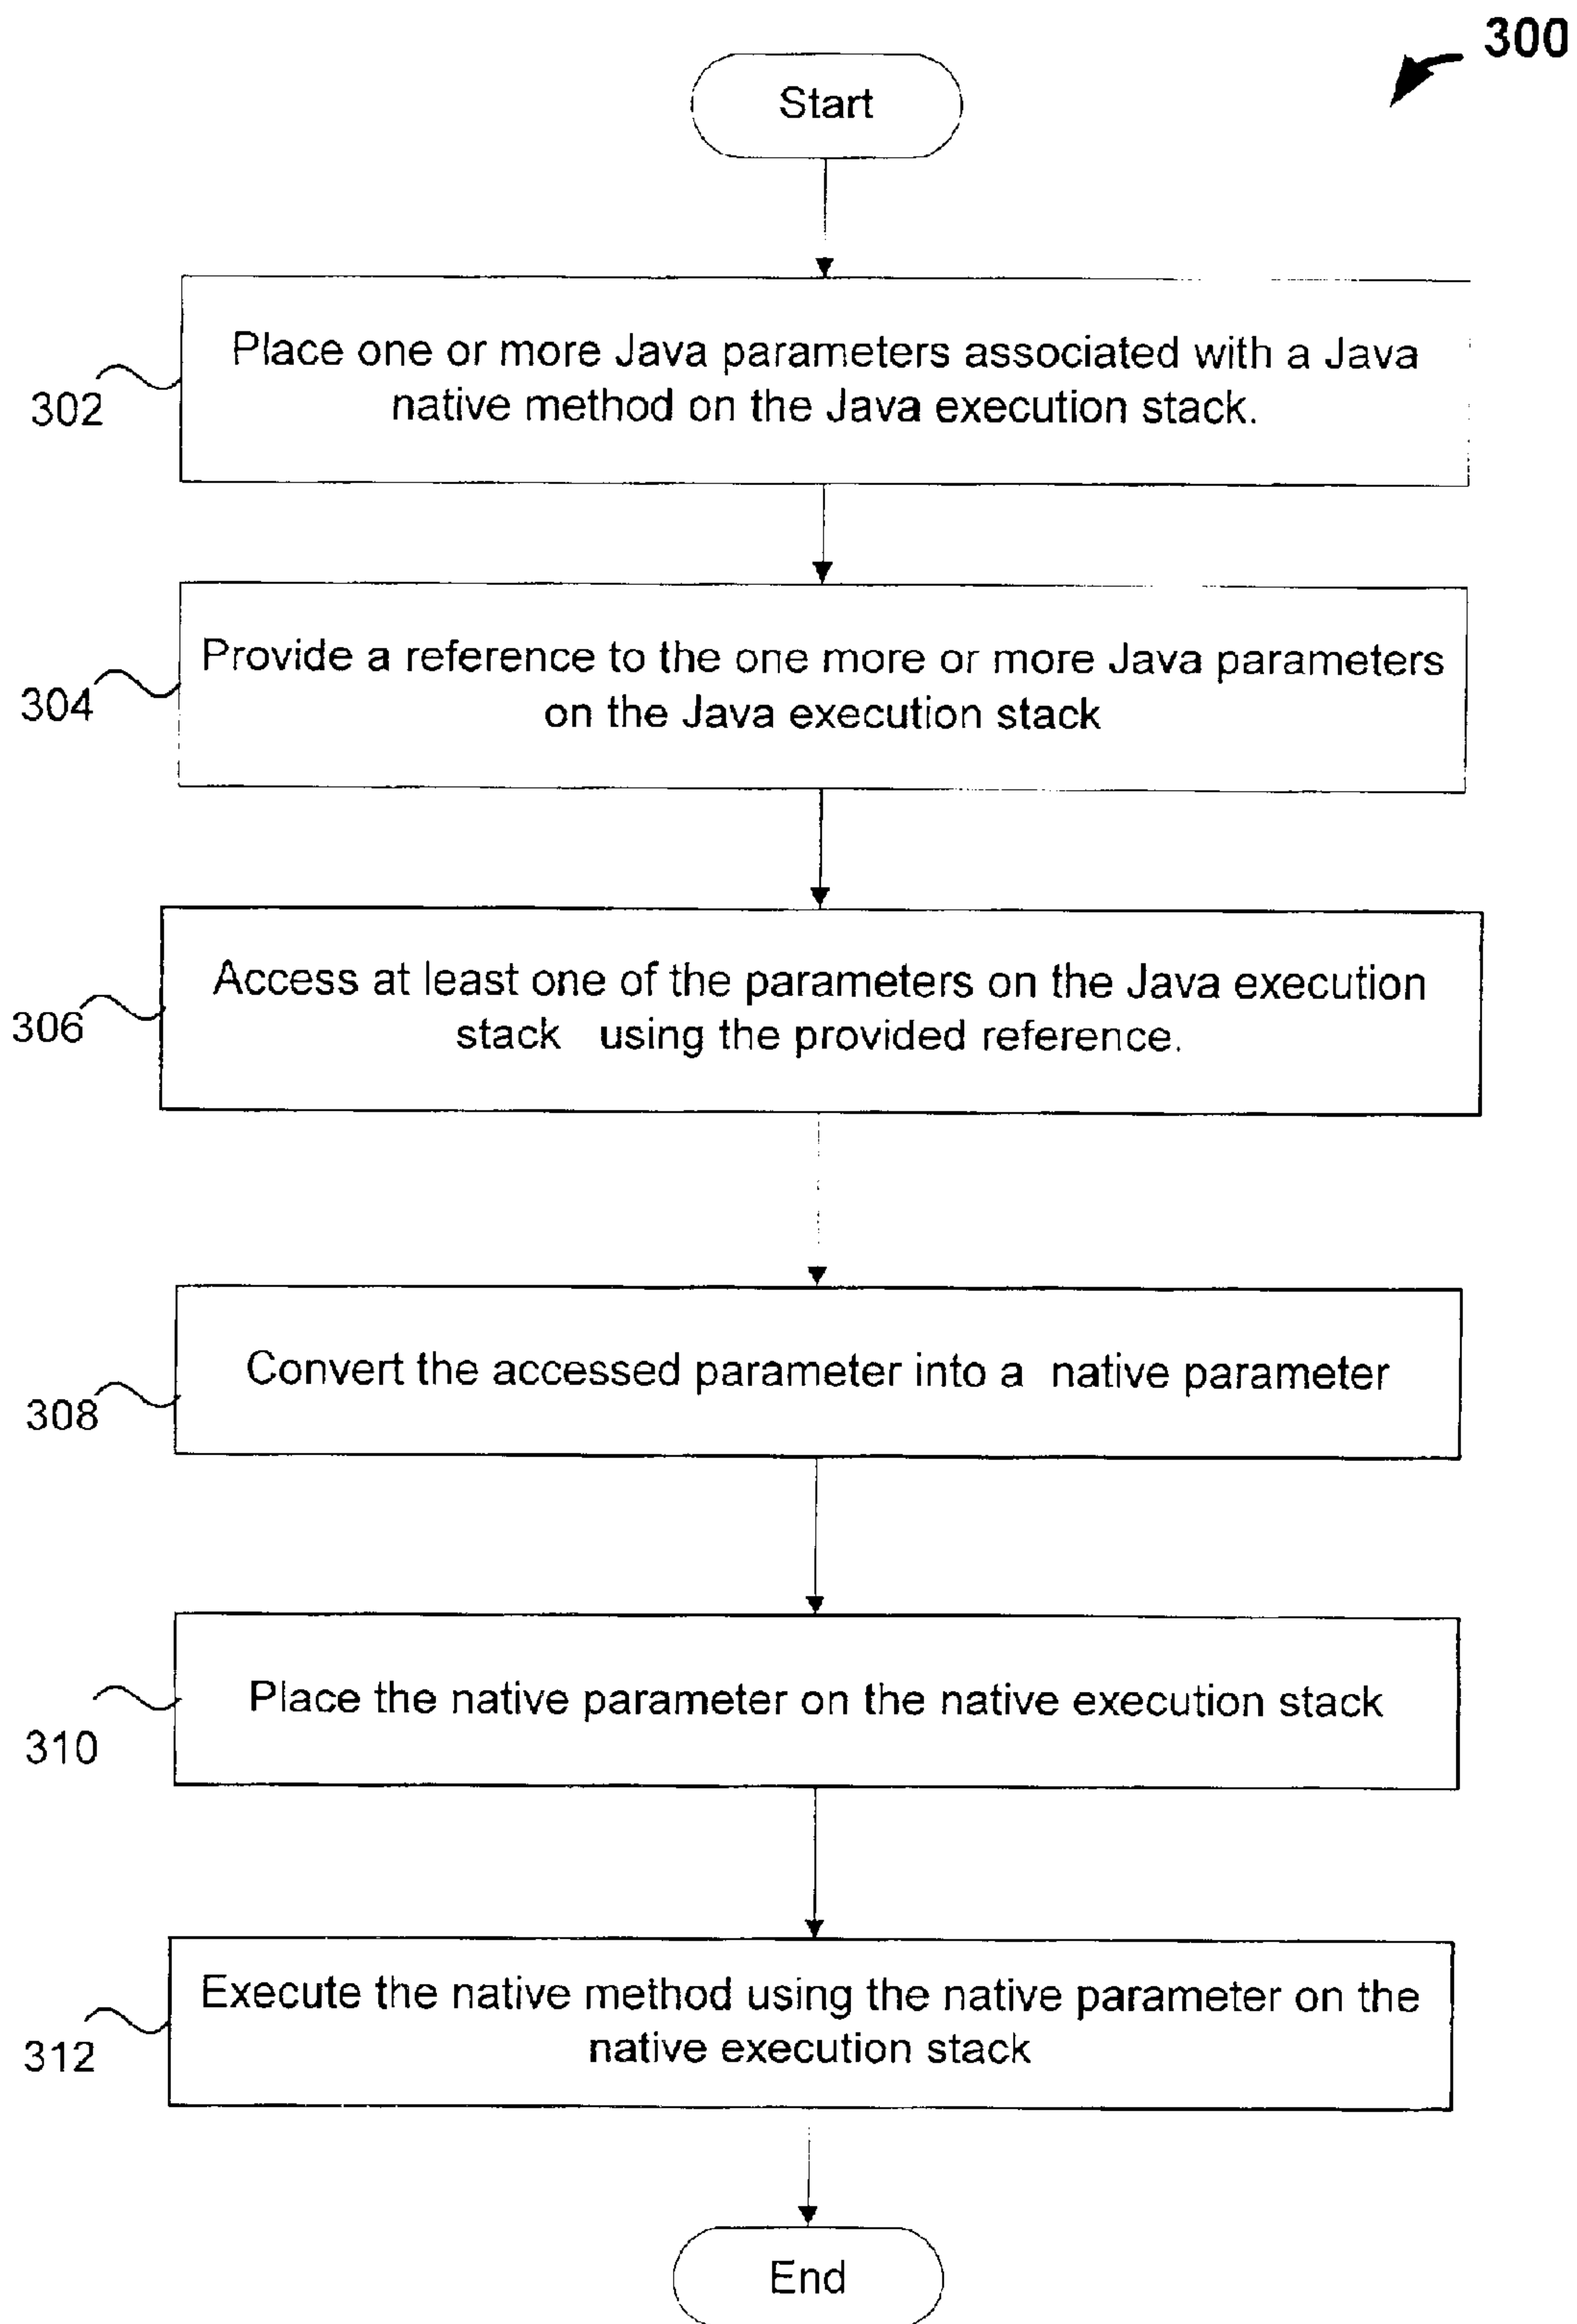 300
Start
Place one or more Java parameters associated with a Java
native method on the Java execution stack.
302
Provide a reference to the one more or more Java parameters
on the Java execution stack
304
Access at least one of the parameters on the Java execution
stack using the provided reference.
306
Convert the accessed parameter into a native parameter
308
Place the native parameter on the native execution stack
310
Execute the native method using the native parameter on the
native execution stack
312
End